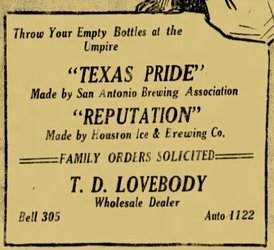 Throw Your Empty Bottles at the
Umpire
"TEXAS PRIDE"
Made by San Antonio Brewing Association
"REPUTATION"
Made by Houston Ice & Brewing Co,
FAMILY ORDERS SOLICITED
T. D. LOVEBODY
Wholesale Dealer
Bell 305 Auto 1122